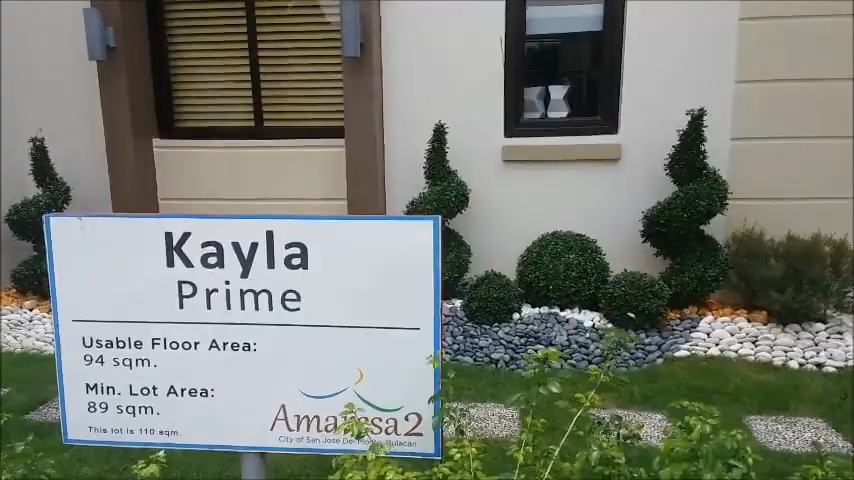 Kayla
Prime
Usable Floor Area:
94 sqm.
Min. Lot Area:
89 sqm.
This lot is 110 sqm
Amaresa2
City of San Jose Del Monte, Bulacan